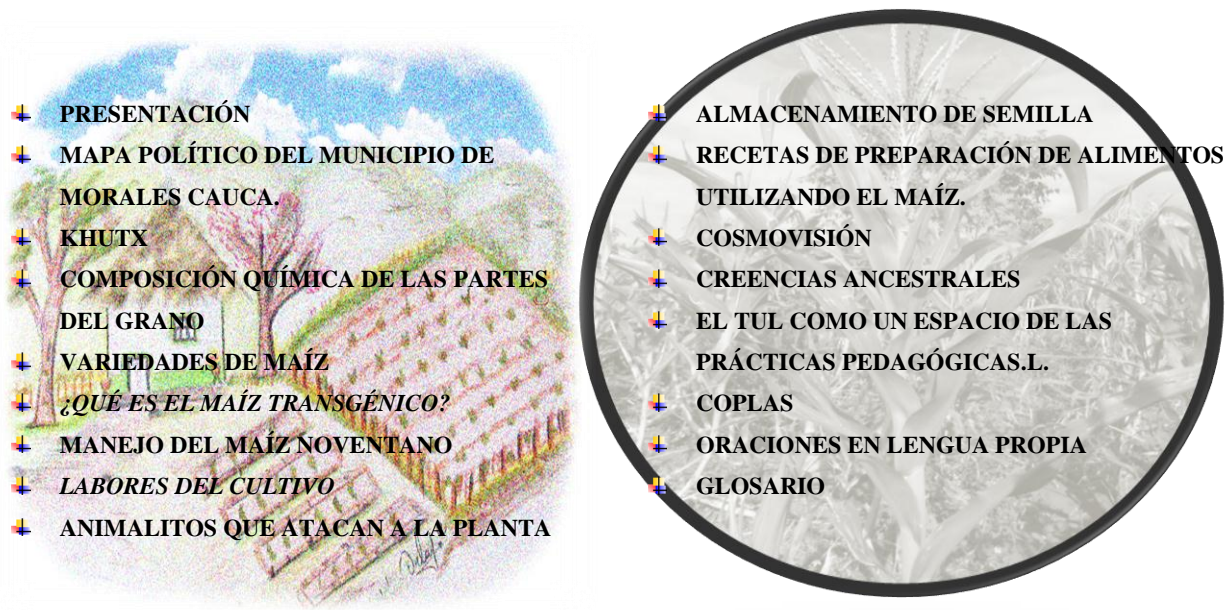 PRESENTACIÓN
MAPA POLÍTICO DEL MUNICIPIO DE
MORALES CAUCA.
KHUTX
COMPOSICIÓN QUÍMICA DE LAS PARTES
DEL GRANO
VARIEDADES DE MAÍZ
¿QUÉ ES EL MAÍZ TRANSGÉNICO?
MANEJO DEL MAÍZ NOVENTANO
LABORES DEL CULTIVO
ANIMALITOS QUE ATACAN A LA PLANTA
ALMACENAMIENTO DE SEMILLA
RECETAS DE PREPARACIÓN DE ALIMENTOS
UTILIZANDO EL MAÍZ.
COSMOVISIÓN
CREENCIAS ANCESTRALES
EL TUL COMO UN ESPACIO DE LAS
PRÁCTICAS PEDAGÓGICAS.L.
COPLAS
ORACIONES EN LENGUA PROPIA
GLOSARIO